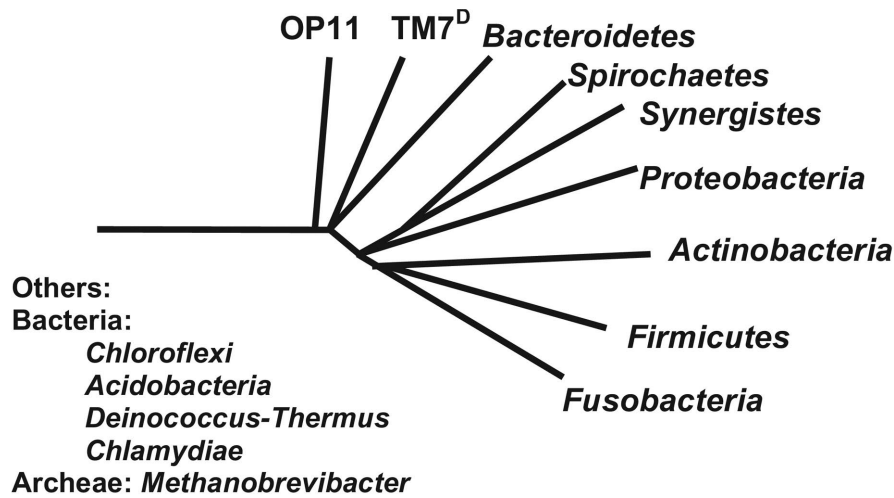 OP11
TM7ᴰ
Bacteroidetes
Spirochaetes
Synergistes
Proteobacteria
Actinobacteria
Firmicutes
Fusobacteria
Others:
Bacteria:
Chloroflexi
Acidobacteria
Deinococcus-Thermus
Chlamydiae
Archeae: Methanobrevibacter